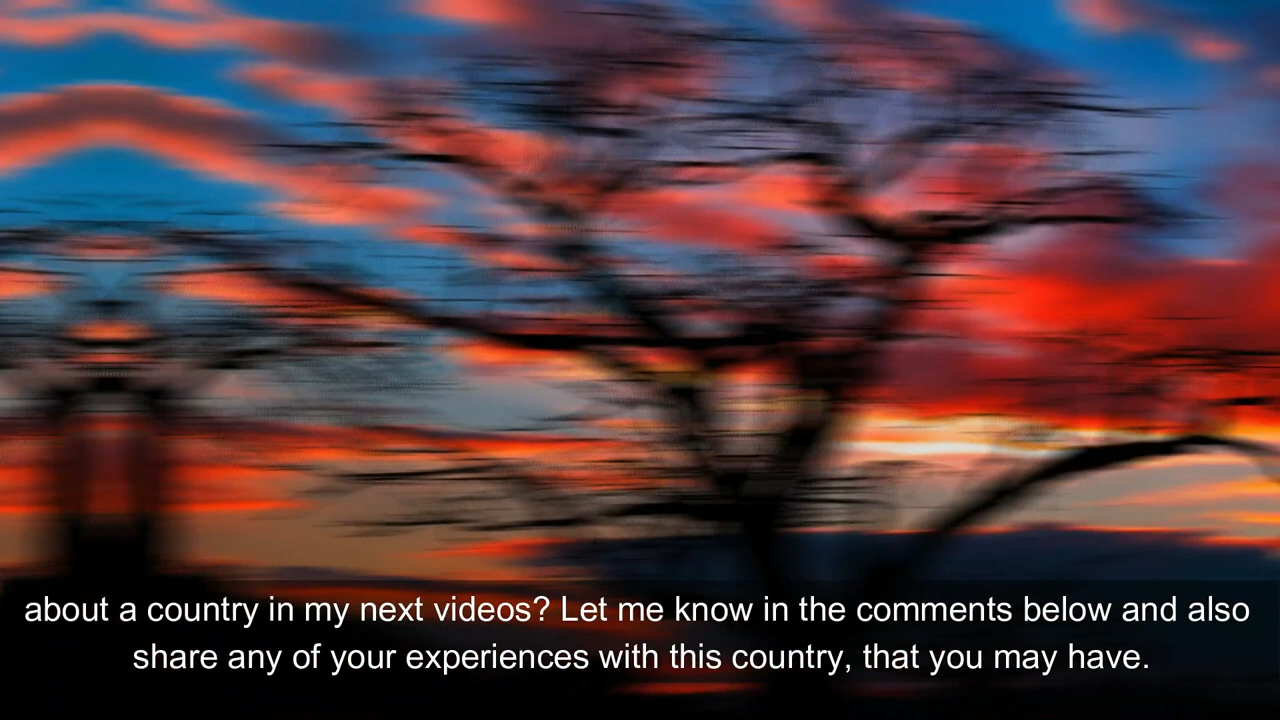 about a country in my next videos? Let me know in the comments below and also
share any of your experiences with this country, that you may have.